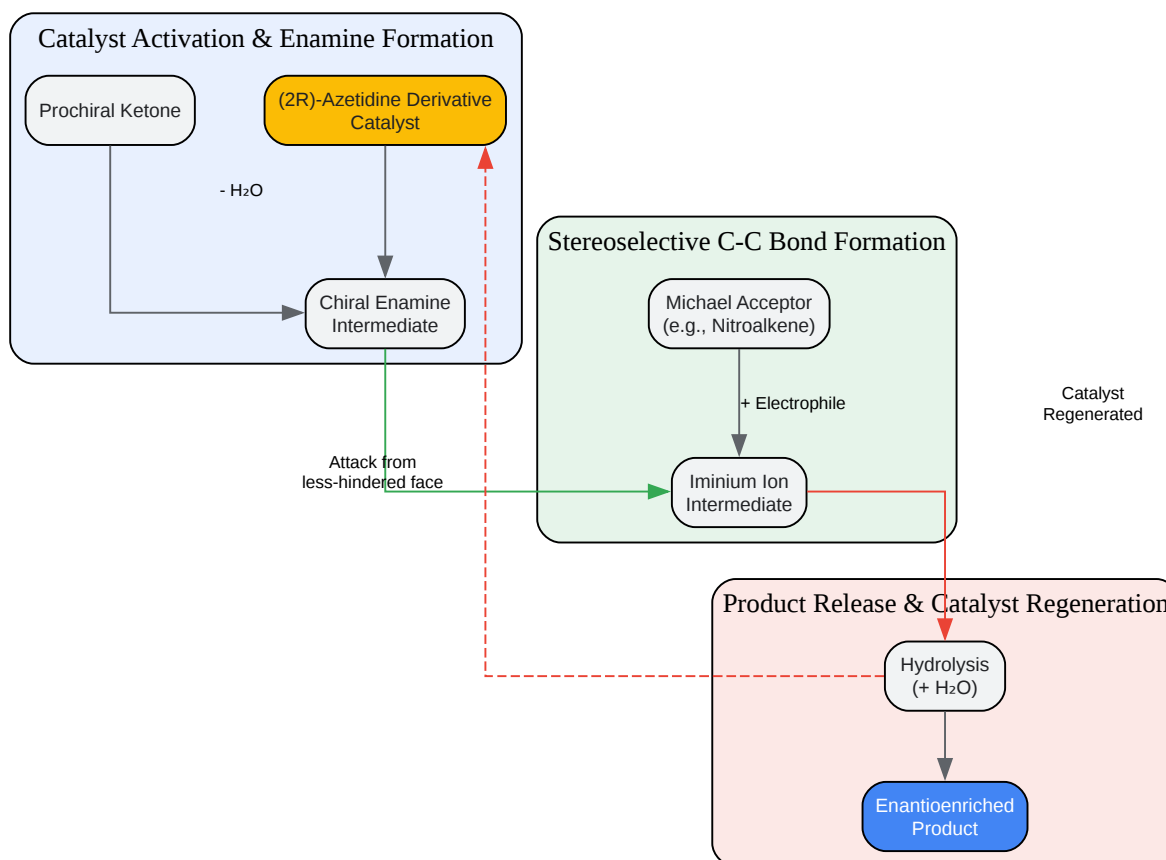 Catalyst Activation & Enamine Formation
Prochiral Ketone
(2R)-Azetidine Derivative
Catalyst
- H₂O
Chiral Enamine
Intermediate
Stereoselective C-C Bond Formation
Michael Acceptor
(e.g., Nitroalkene)
+ Electrophile
Catalyst
Regenerated
Attack from
less-hindered face
Iminium Ion
Intermediate
Product Release & Catalyst Regeneration
Hydrolysis
(+ H₂O)
Enantioenriched
Product